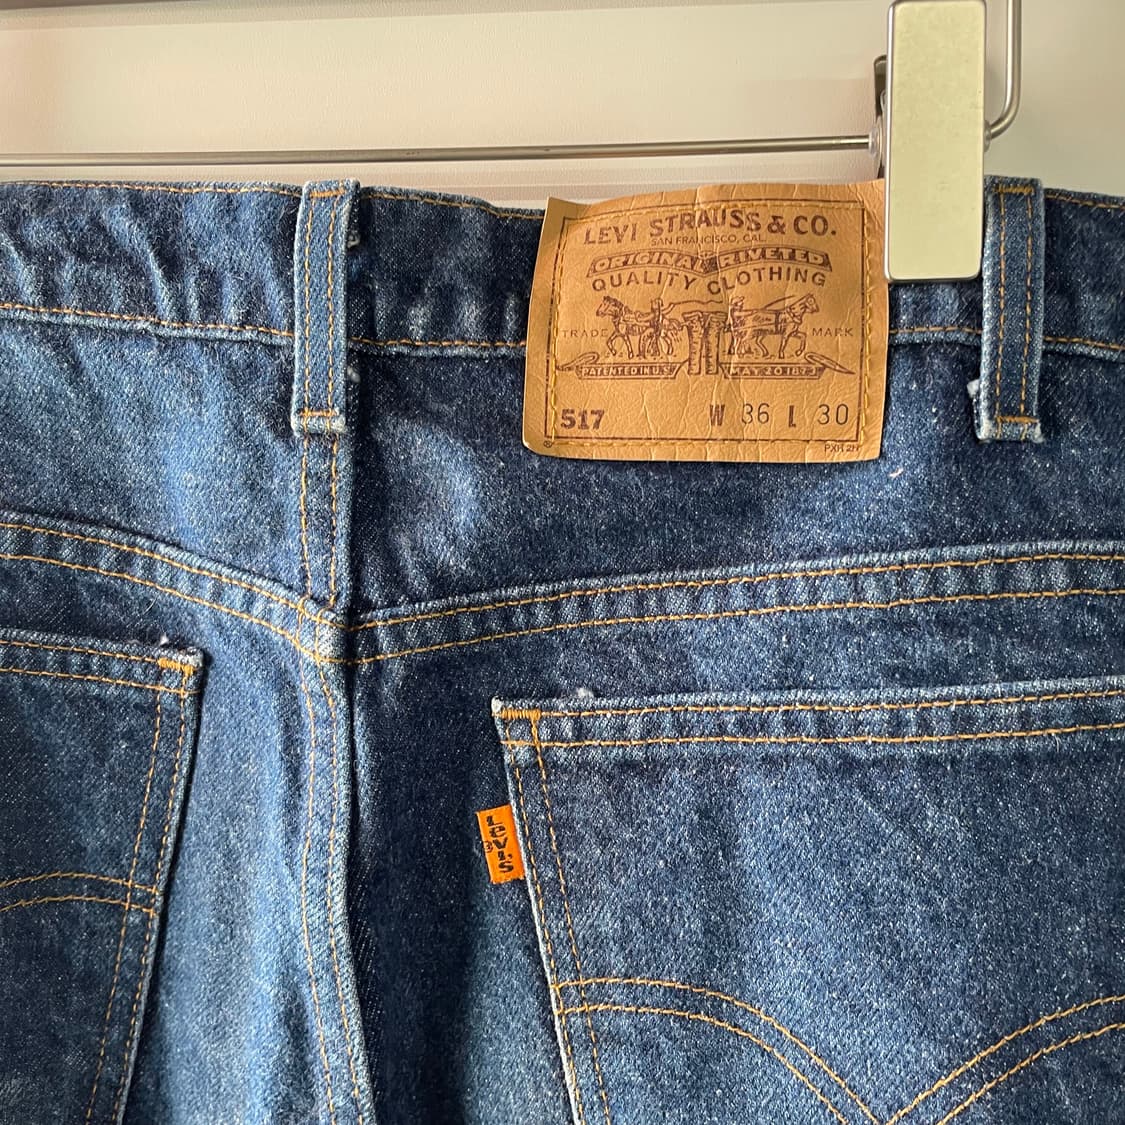 LEVI STRAUSS & CO.
SAN FRANCISCO, CAL.
ORIGINAL RIVETED
QUALITY CLOTHING
TRADE MARK
PATENTED IN U.S. MAY 20 1873
517 W 36 L 30
®
LEVI'S
®